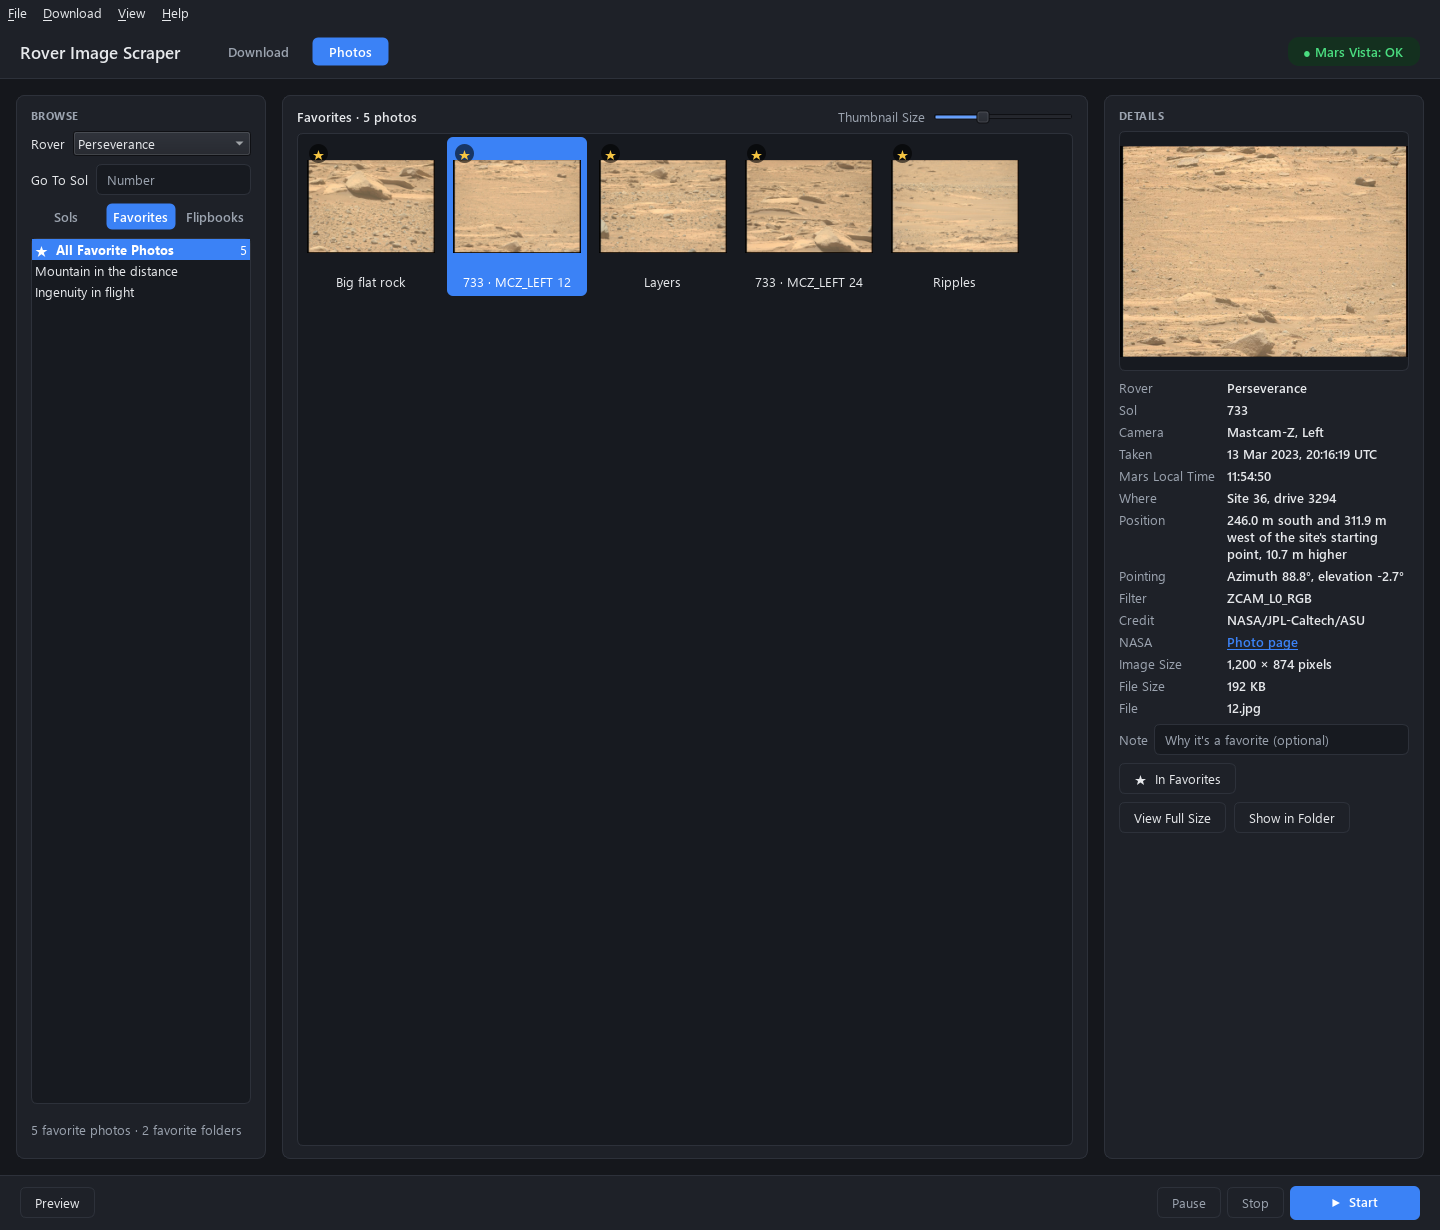 File Download View Help
Rover Image Scraper Download Photos ● Mars Vista: OK
BROWSE
Rover Perseverance
Go To Sol Number
Sols Favorites Flipbooks
★ All Favorite Photos 5
Mountain in the distance
Ingenuity in flight
5 favorite photos · 2 favorite folders
Favorites · 5 photos Thumbnail Size
Big flat rock
733 · MCZ_LEFT 12
Layers
733 · MCZ_LEFT 24
Ripples
DETAILS
Rover Perseverance
Sol 733
Camera Mastcam-Z, Left
Taken 13 Mar 2023, 20:16:19 UTC
Mars Local Time 11:54:50
Where Site 36, drive 3294
Position 246.0 m south and 311.9 m
west of the site's starting
point, 10.7 m higher
Pointing Azimuth 88.8°, elevation -2.7°
Filter ZCAM_L0_RGB
Credit NASA/JPL-Caltech/ASU
NASA Photo page
Image Size 1,200 × 874 pixels
File Size 192 KB
File 12.jpg
Note Why it's a favorite (optional)
★ In Favorites
View Full Size Show in Folder
Preview Pause Stop ► Start